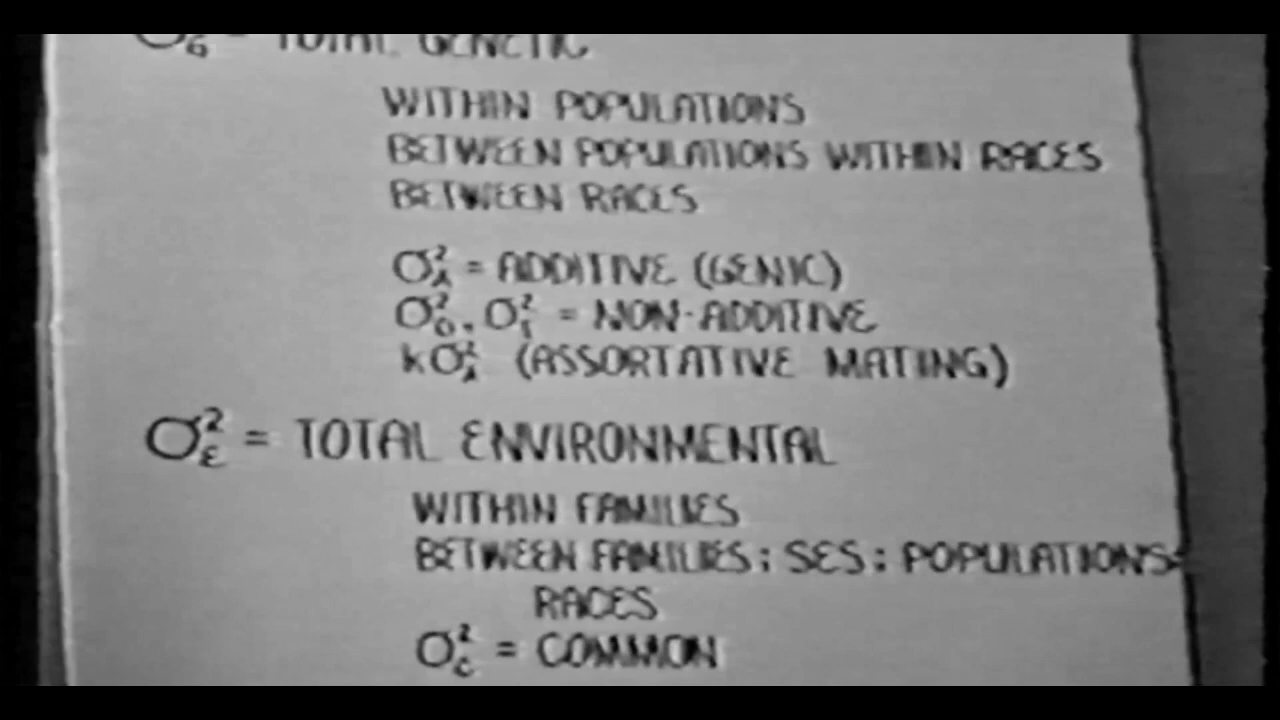 σ²G = TOTAL GENETIC
WITHIN POPULATIONS
BETWEEN POPULATIONS WITHIN RACES
BETWEEN RACES
σ²A = ADDITIVE (GENIC)
σ²D, σ²I = NON-ADDITIVE
kσ²A (ASSORTATIVE MATING)
σ²E = TOTAL ENVIRONMENTAL
WITHIN FAMILIES
BETWEEN FAMILIES; SES; POPULATIONS;
RACES
σ²C = COMMON